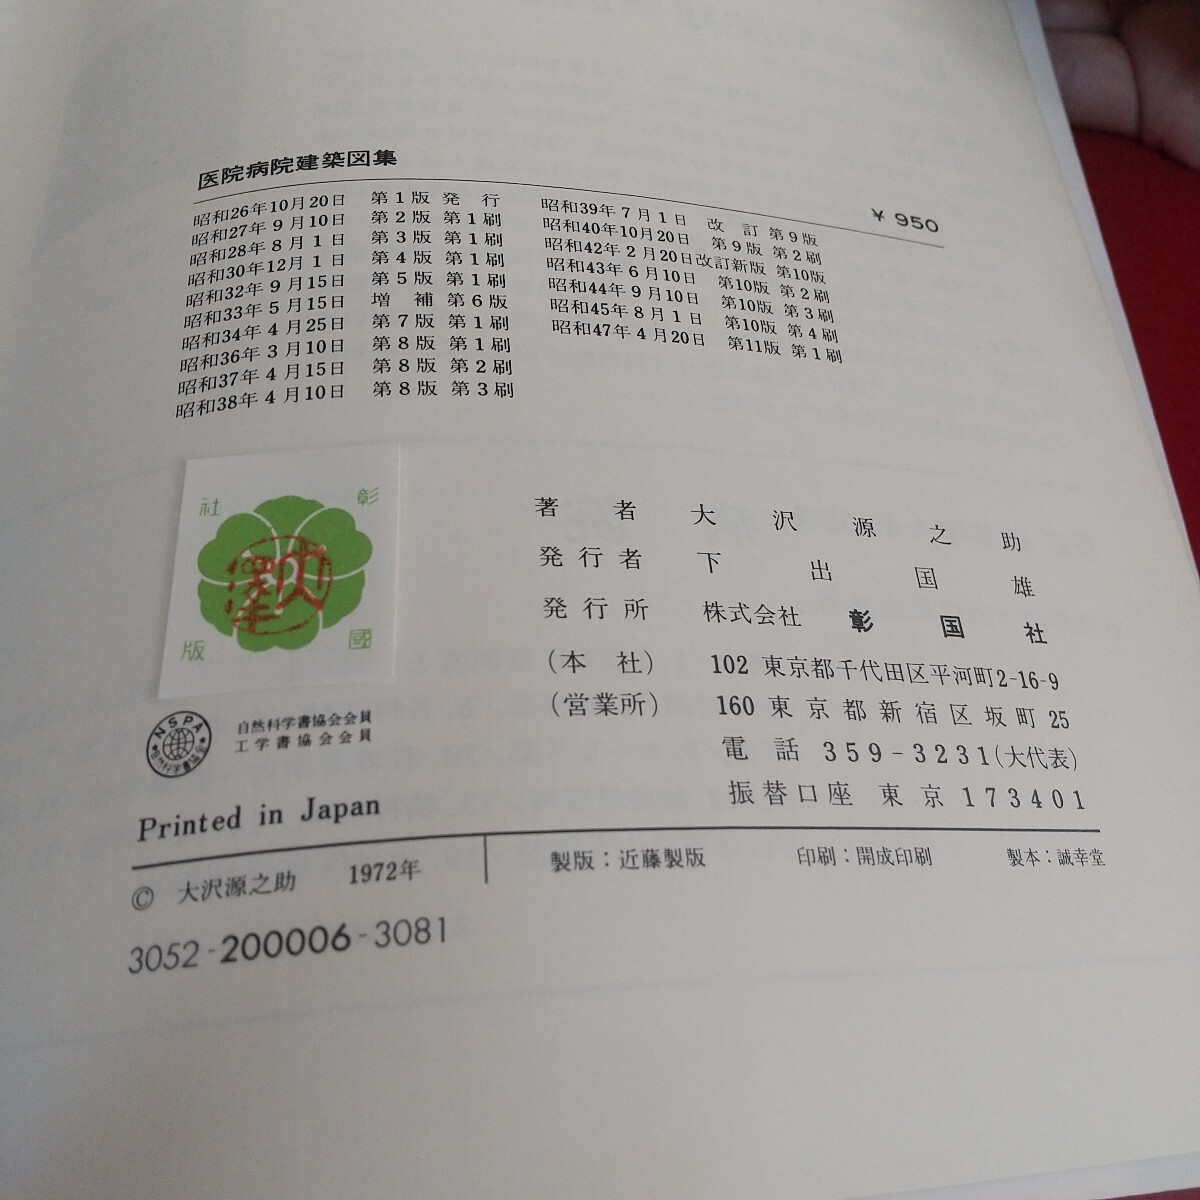 医院病院建築図集
¥ 950
昭和26年10月20日 第1版 発 行
昭和27年 9月10日 第2版 第1刷
昭和28年 8月 1日 第3版 第1刷
昭和30年12月 1日 第4版 第1刷
昭和32年 9月15日 第5版 第1刷
昭和33年 5月15日 増 補 第6版
昭和34年 4月25日 第7版 第1刷
昭和36年 3月10日 第8版 第1刷
昭和37年 4月15日 第8版 第2刷
昭和38年 4月10日 第8版 第3刷
昭和39年 7月 1日 改 訂 第9版
昭和40年10月20日 第9版 第2刷
昭和42年 2月20日改訂新版 第10版
昭和43年 6月10日 第10版 第2刷
昭和44年 9月10日 第10版 第3刷
昭和45年 8月 1日 第10版 第4刷
昭和47年 4月20日 第11版 第1刷
彰
國
社
版
著 者 大沢源之助
発行者 下出国雄
発行所 株式会社 彰国社
(本 社) 102 東京都千代田区平河町2-16-9
(営業所) 160 東京都新宿区坂町25
電話 359-3231(大代表)
振替口座 東京 173401
NSPA
自然科学書協会
自然科学書協会会員
工学書協会会員
Printed in Japan
© 大沢源之助 1972年
製版:近藤製版 印刷:開成印刷 製本:誠幸堂
3052-200006-3081